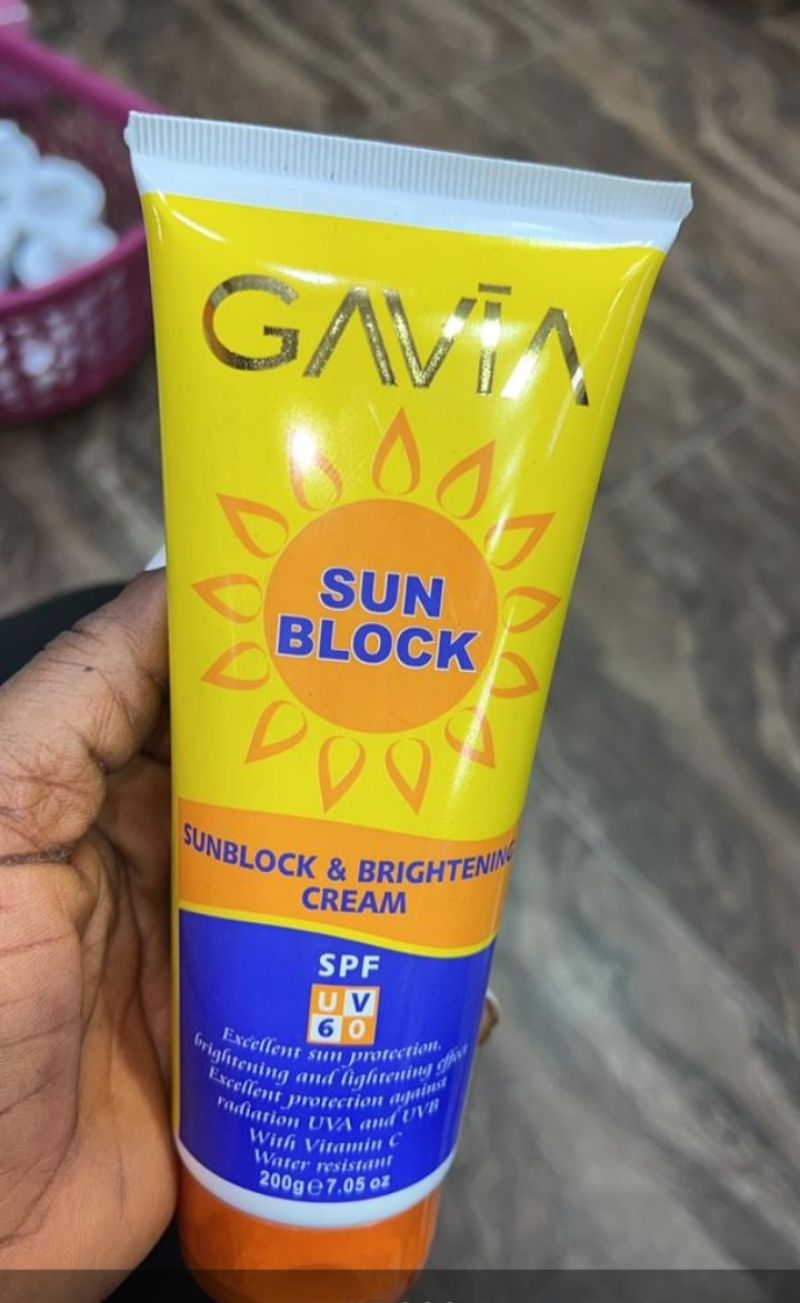 GAVĪA
SUN
BLOCK
SUNBLOCK & BRIGHTENING
CREAM
SPF
UV
60
Excellent sun protection,
brightening and lightening effect
Excellent protection against
radiation UVA and UVB
With Vitamin C
Water resistant
200g℮7.05 oz